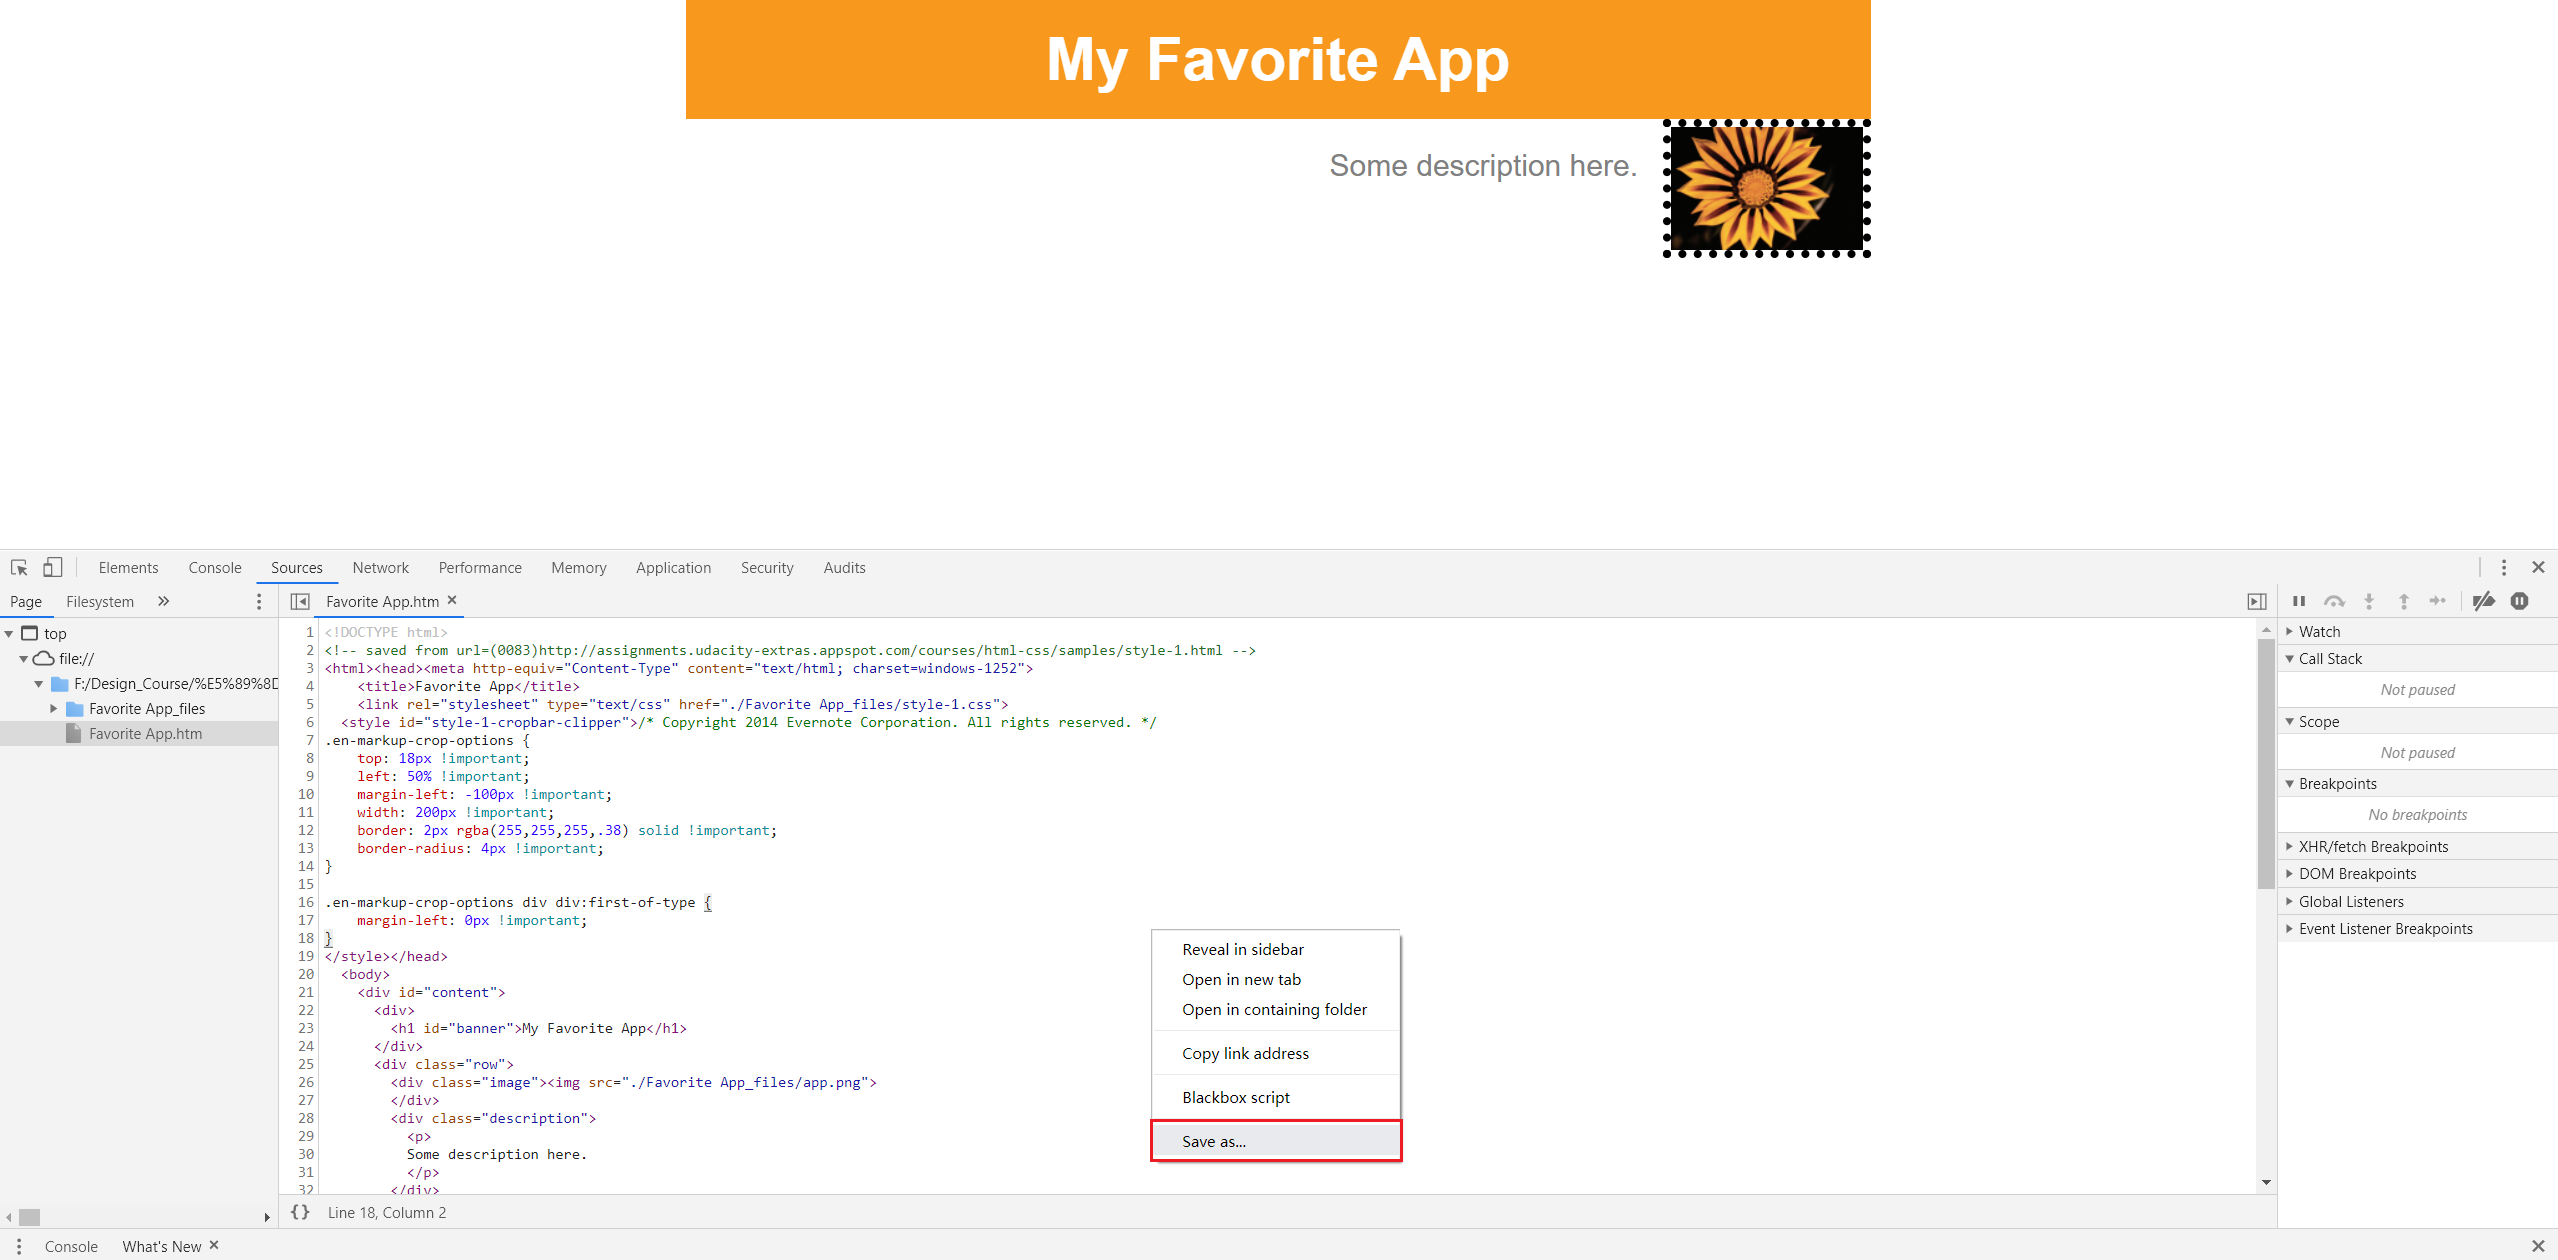 My Favorite App
Some description here.
Elements Console Sources Network Performance Memory Application Security Audits
Page Filesystem »
Favorite App.htm ×
top
file://
F:/Design_Course/%E5%89%8D
Favorite App_files
Favorite App.htm
1 <!DOCTYPE html>
2 <!-- saved from url=(0083)http://assignments.udacity-extras.appspot.com/courses/html-css/samples/style-1.html -->
3 <html><head><meta http-equiv="Content-Type" content="text/html; charset=windows-1252">
4     <title>Favorite App</title>
5     <link rel="stylesheet" type="text/css" href="./Favorite App_files/style-1.css">
6   <style id="style-1-cropbar-clipper">/* Copyright 2014 Evernote Corporation. All rights reserved. */
7 .en-markup-crop-options {
8     top: 18px !important;
9     left: 50% !important;
10     margin-left: -100px !important;
11     width: 200px !important;
12     border: 2px rgba(255,255,255,.38) solid !important;
13     border-radius: 4px !important;
14 }
15
16 .en-markup-crop-options div div:first-of-type {
17     margin-left: 0px !important;
18 }
19 </style></head>
20   <body>
21     <div id="content">
22       <div>
23         <h1 id="banner">My Favorite App</h1>
24       </div>
25       <div class="row">
26         <div class="image"><img src="./Favorite App_files/app.png">
27         </div>
28         <div class="description">
29           <p>
30           Some description here.
31           </p>
32         </div>
Reveal in sidebar
Open in new tab
Open in containing folder
Copy link address
Blackbox script
Save as...
Watch
Call Stack
Not paused
Scope
Not paused
Breakpoints
No breakpoints
XHR/fetch Breakpoints
DOM Breakpoints
Global Listeners
Event Listener Breakpoints
{} Line 18, Column 2
Console What's New ×